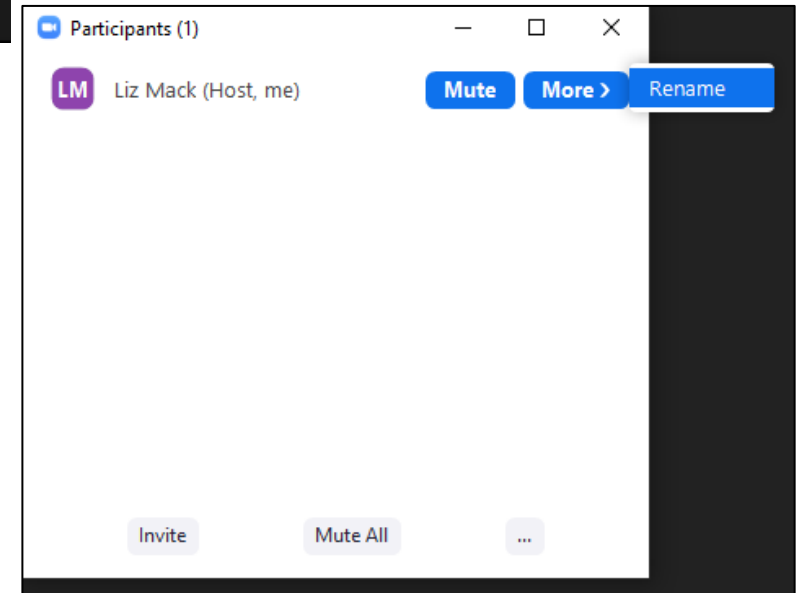 Participants (1)
LM Liz Mack (Host, me) Mute More > Rename
Invite Mute All ...